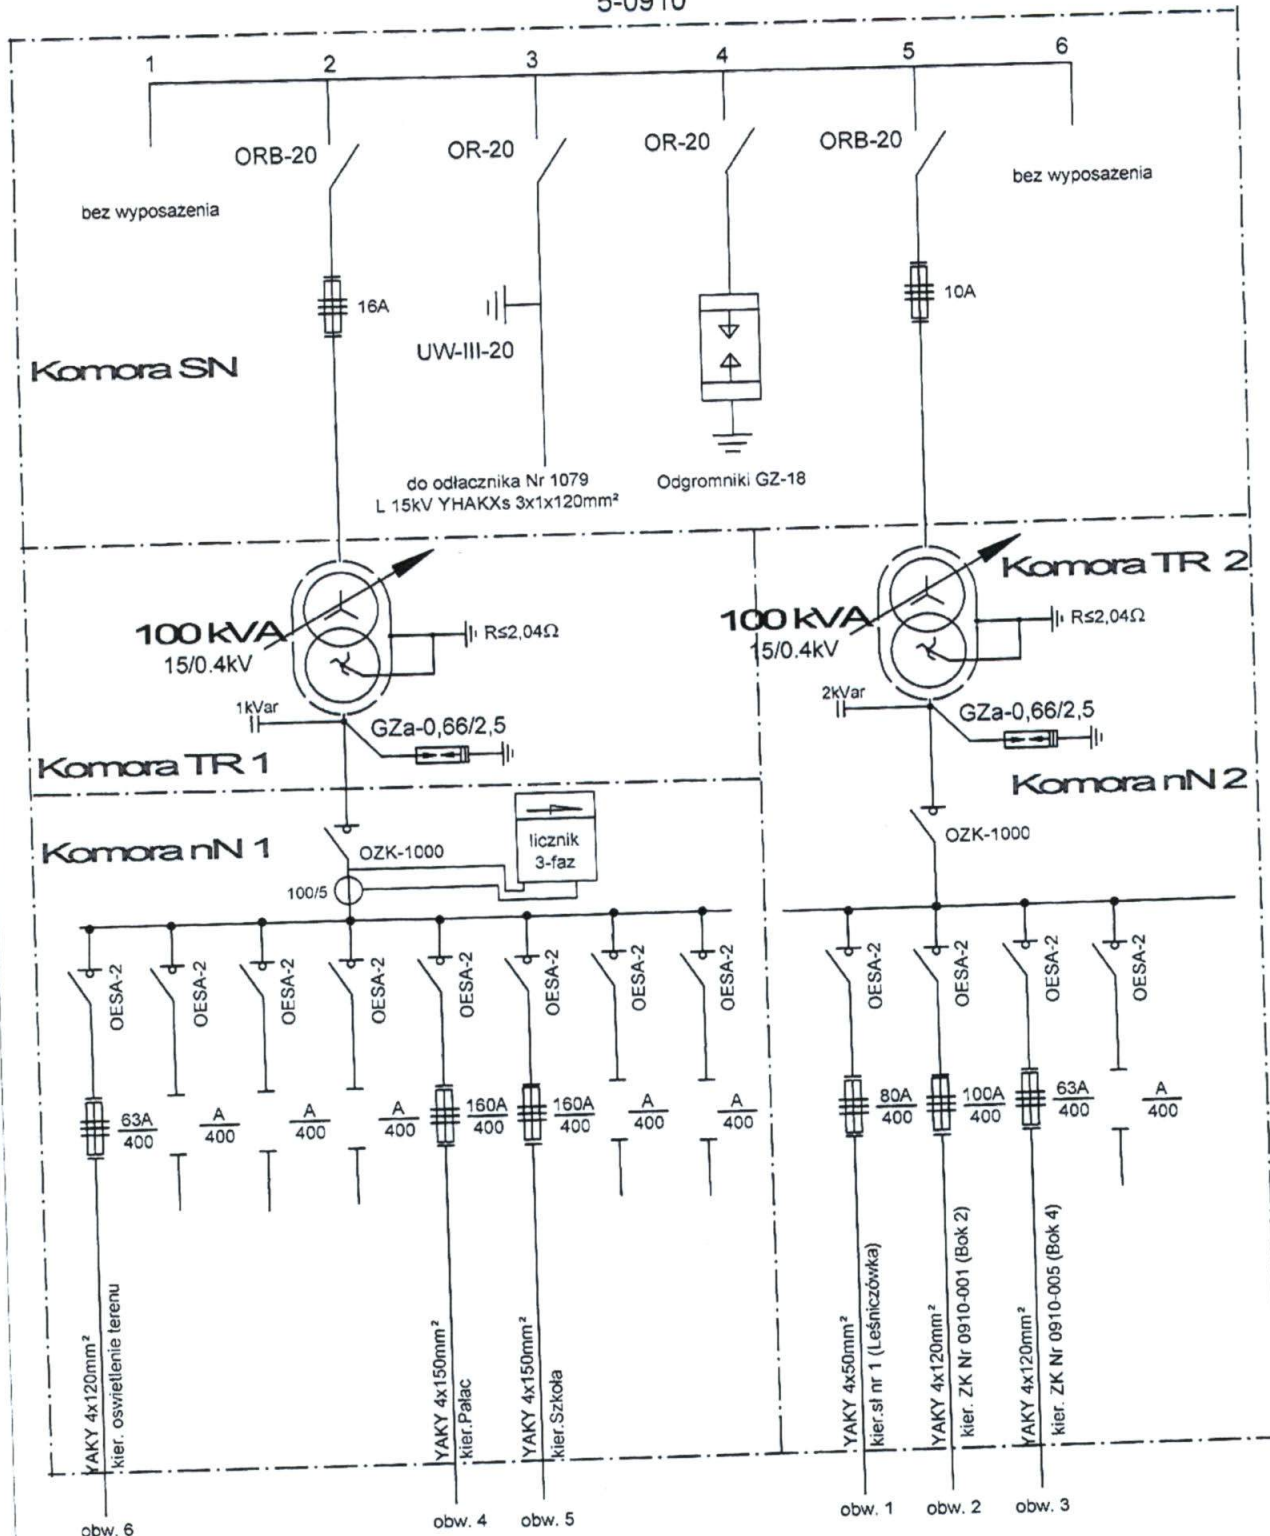 5-0910
1
2
3
4
5
6
ORB-20
OR-20
OR-20
ORB-20
bez wyposażenia
bez wyposażenia
16A
10A
UW-III-20
Komora SN
do odłacznika Nr 1079
L 15kV YHAKXs 3x1x120mm²
Odgromniki GZ-18
Komora TR 2
100 kVA
15/0.4kV
R≤2,04Ω
100 kVA
15/0.4kV
R≤2,04Ω
1kVar
GZa-0,66/2,5
2kVar
GZa-0,66/2,5
Komora TR 1
Komora nN 2
Komora nN 1
OZK-1000
licznik
3-faz
100/5
OZK-1000
OESA-2
OESA-2
OESA-2
OESA-2
OESA-2
OESA-2
OESA-2
OESA-2
OESA-2
OESA-2
OESA-2
OESA-2
63A
400
A
400
A
400
A
400
160A
400
160A
400
A
400
A
400
80A
400
100A
400
63A
400
A
400
YAKY 4x120mm²
kier. oswietlenie terenu
YAKY 4x150mm²
kier.Pałac
YAKY 4x150mm²
kier.Szkoła
YAKY 4x50mm²
kier.sł nr 1 (Leśniczówka)
YAKY 4x120mm²
kier. ZK Nr 0910-001 (Bok 2)
YAKY 4x120mm²
kier. ZK Nr 0910-005 (Bok 4)
obw. 6
obw. 4
obw. 5
obw. 1
obw. 2
obw. 3